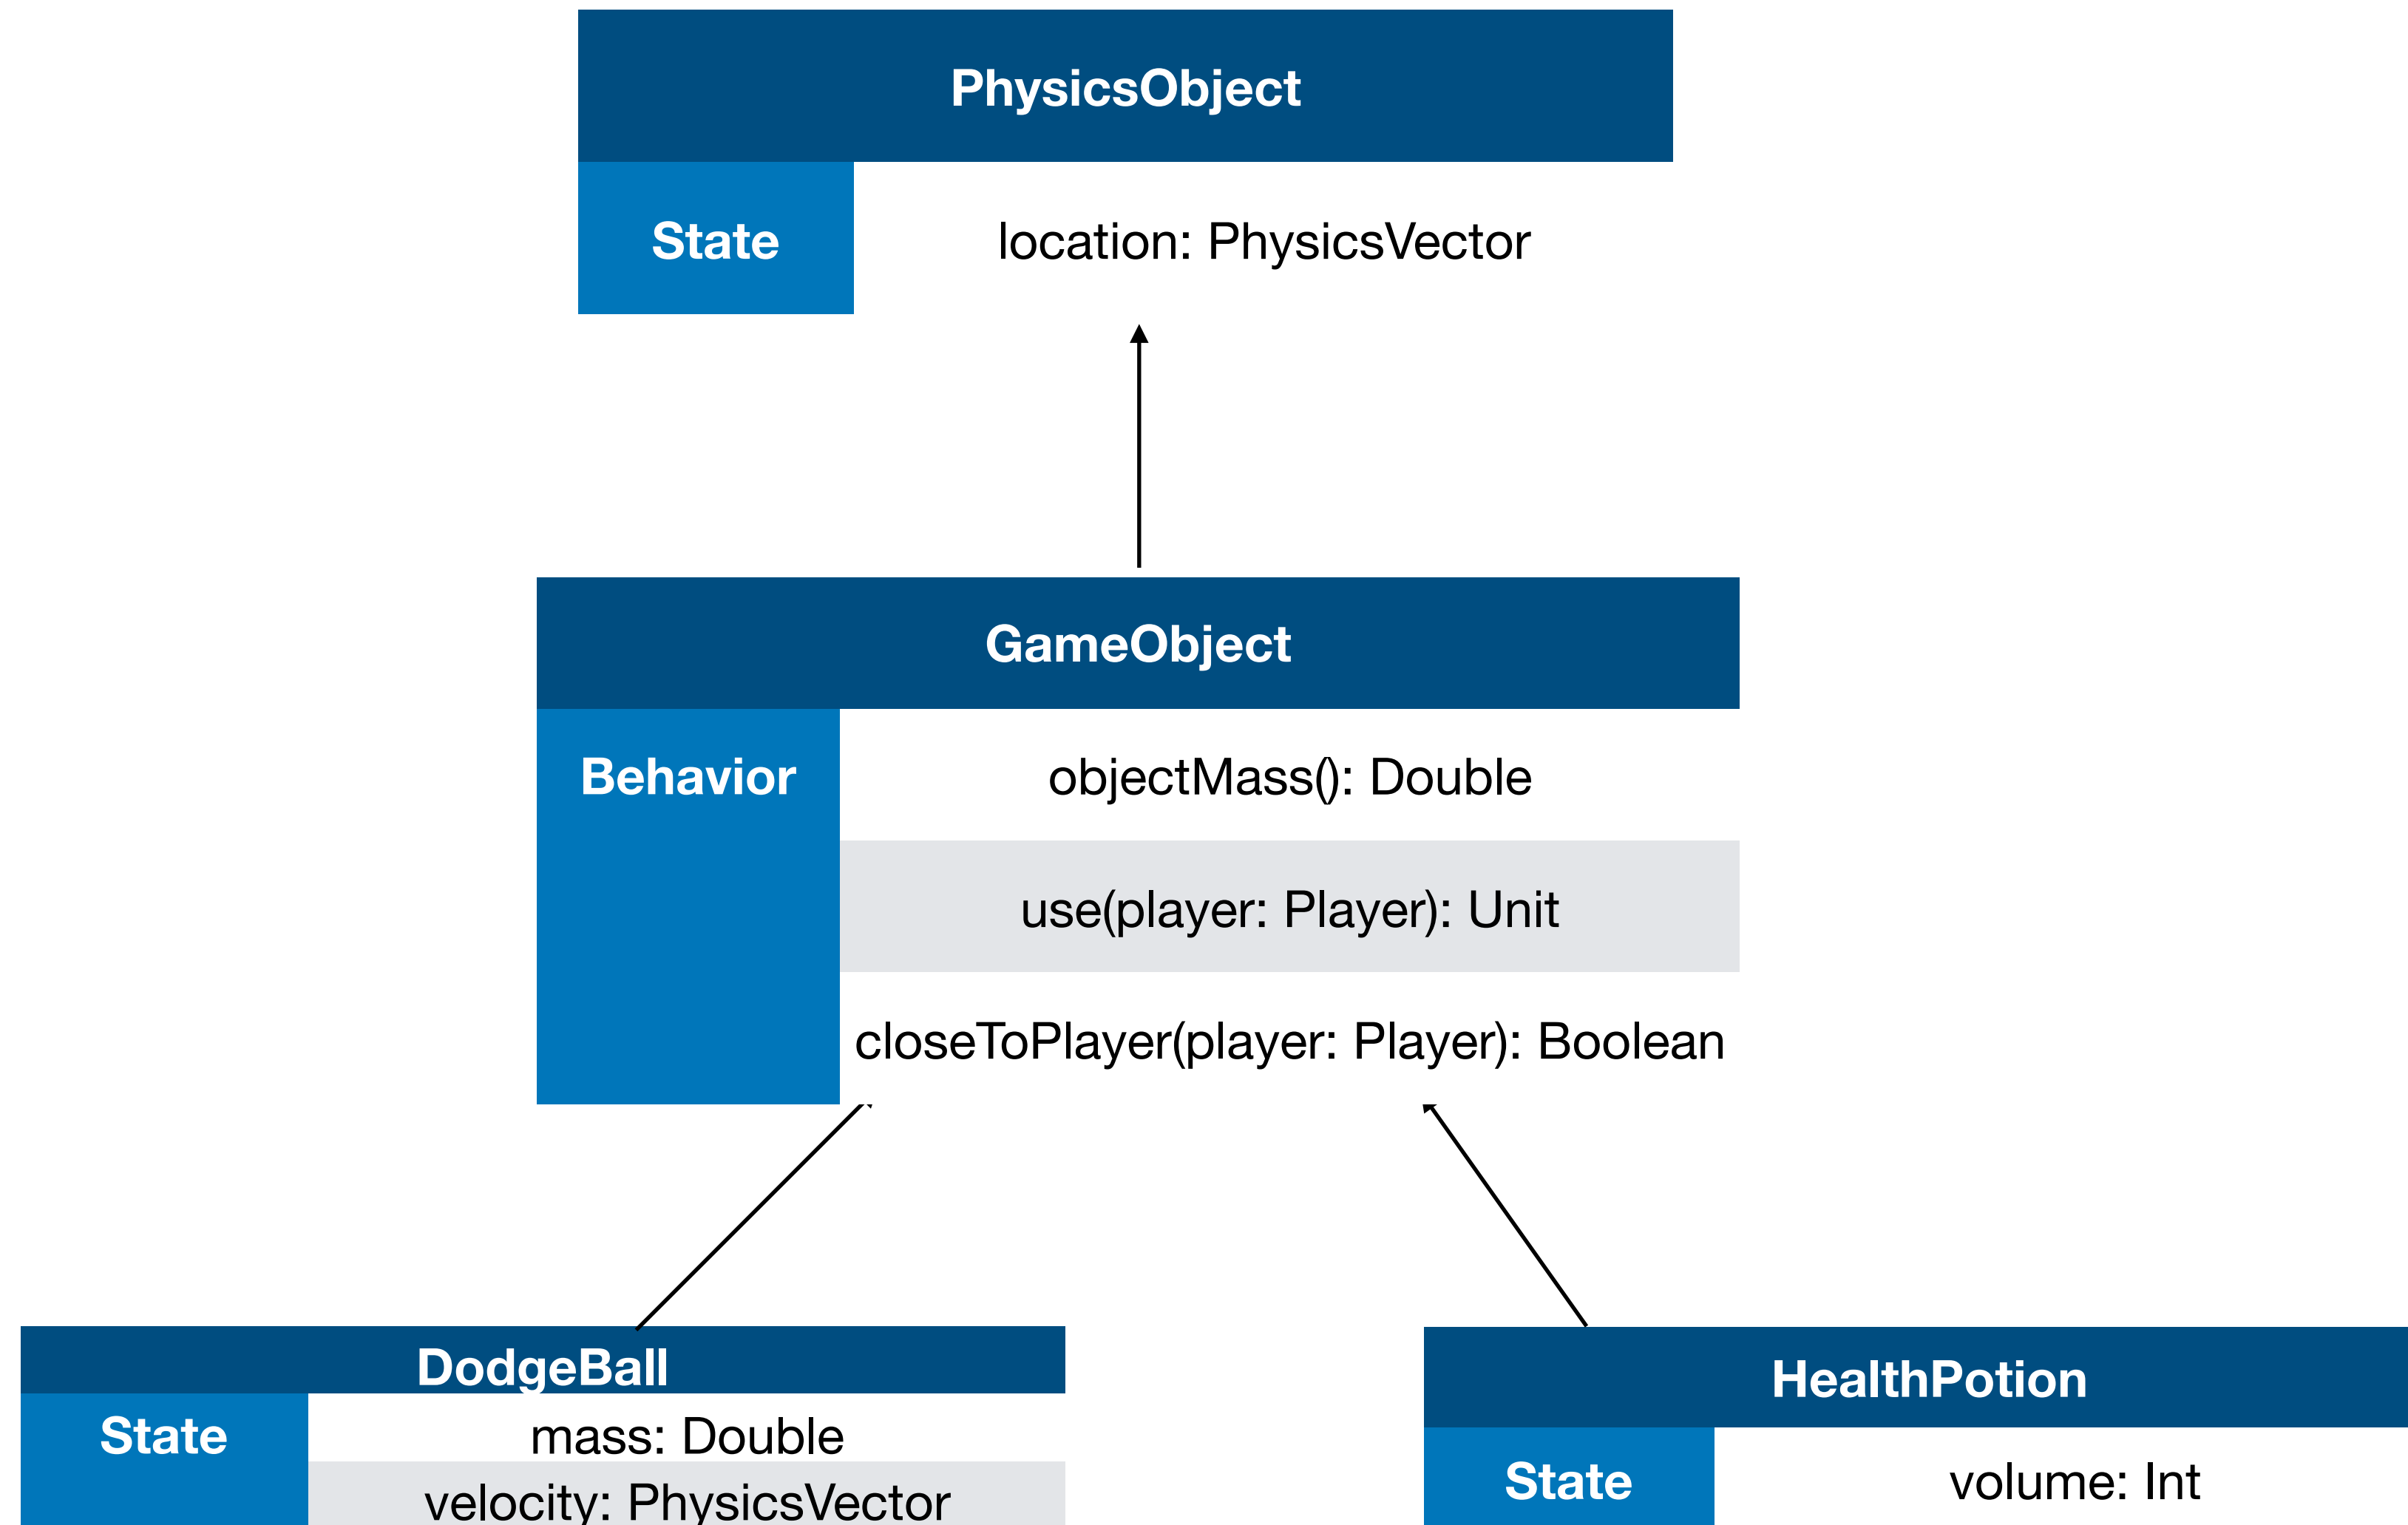 PhysicsObject
State
location: PhysicsVector
GameObject
Behavior
objectMass(): Double
use(player: Player): Unit
closeToPlayer(player: Player): Boolean
DodgeBall
State
mass: Double
velocity: PhysicsVector
HealthPotion
State
volume: Int